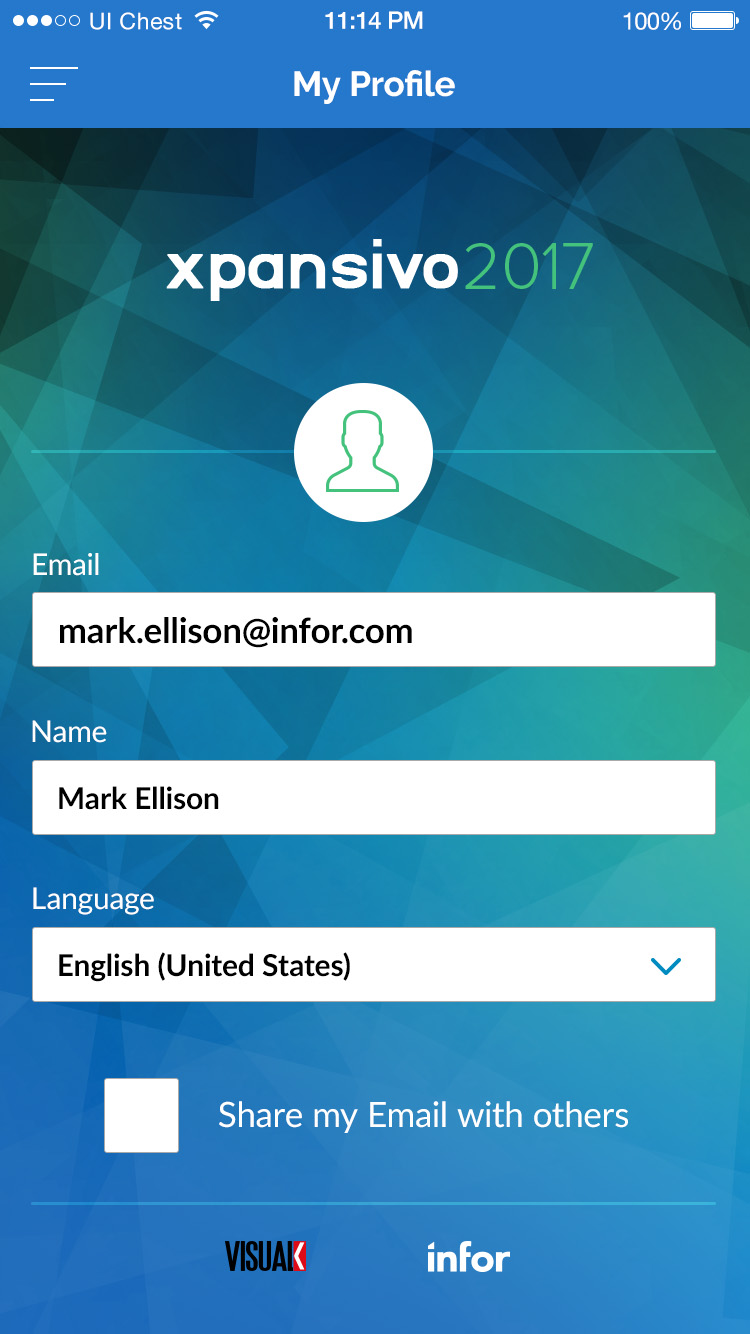 UI Chest 11:14 PM 100%
My Profile
xpansivo2017
Email
mark.ellison@infor.com
Name
Mark Ellison
Language
English (United States)
Share my Email with others
VISUALK infor